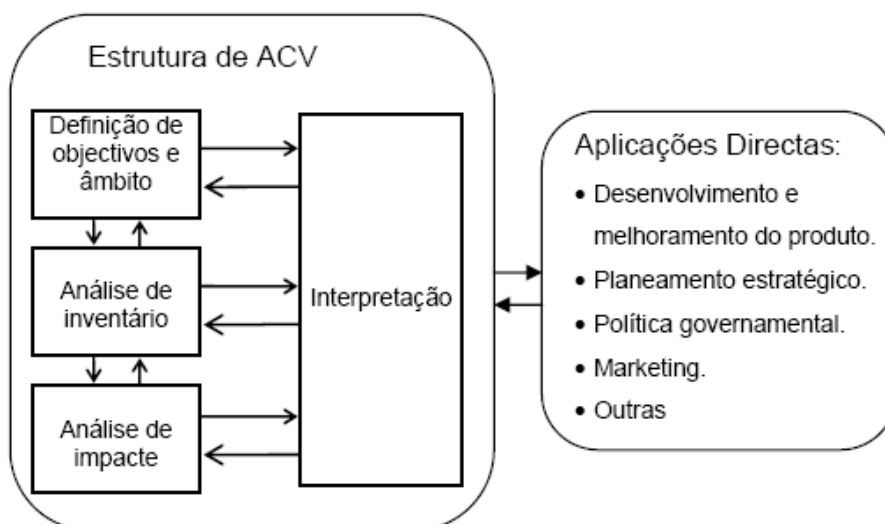 Estrutura de ACV
Definição de
objectivos e
âmbito
Análise de
inventário
Análise de
impacte
Interpretação
Aplicações Directas:
• Desenvolvimento e
melhoramento do produto.
• Planeamento estratégico.
• Política governamental.
• Marketing.
• Outras